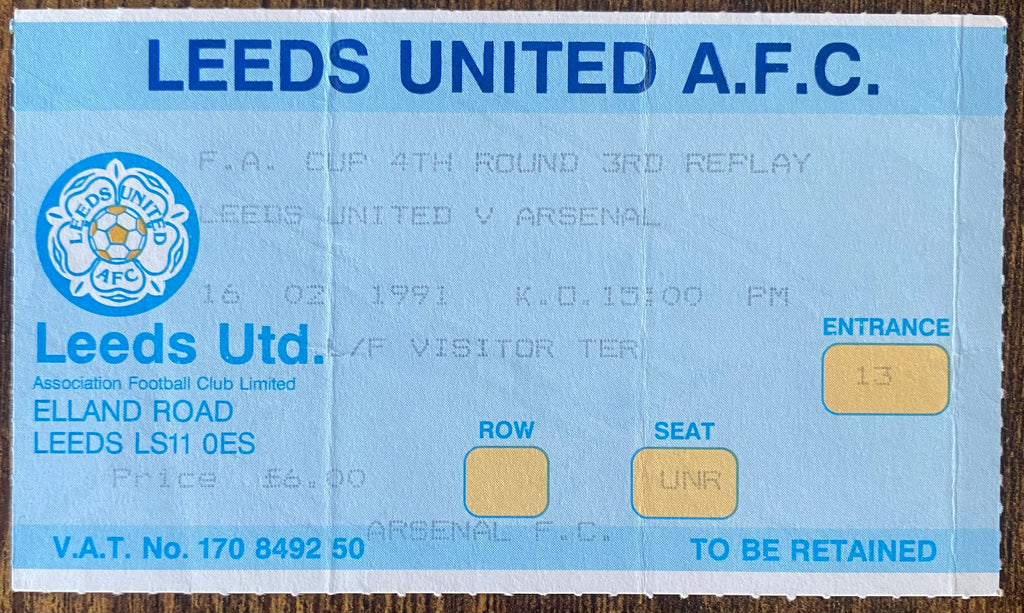 LEEDS UNITED A.F.C.
F.A. CUP 4TH ROUND 3RD REPLAY
LEEDS UNITED V ARSENAL
LEEDS UNITED
AFC
16 02 1991 K.O.15:00 PM
Leeds Utd.
/F VISITOR TER
Association Football Club Limited
ELLAND ROAD
LEEDS LS11 0ES
ENTRANCE
13
ROW
SEAT
UNR
Price £6.00
ARSENAL F.C.
V.A.T. No. 170 8492 50
TO BE RETAINED